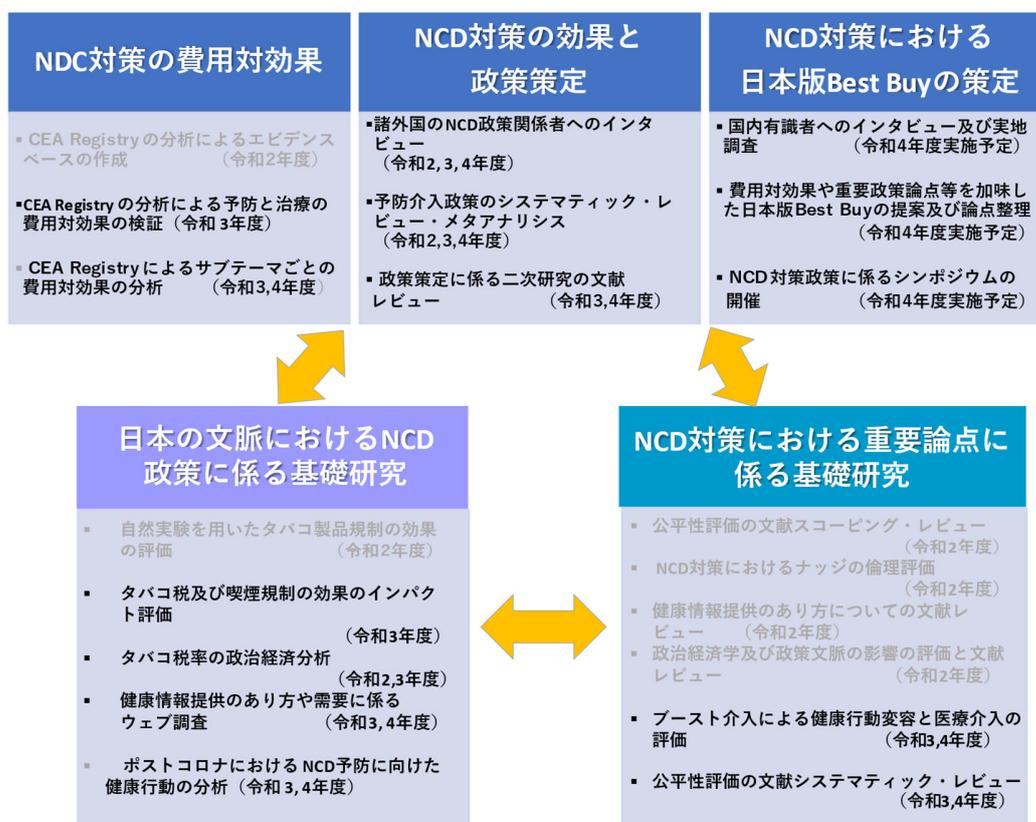 NDC対策の費用対効果
▪ CEA Registry の分析によるエビデンス
ベースの作成 （令和2年度）
▪CEA Registry の分析による予防と治療の
費用対効果の検証（令和 3年度）
▪ CEA Registry によるサブテーマごとの
費用対効果の分析 （令和3,4年度）
NCD対策の効果と
政策策定
▪諸外国のNCD政策関係者へのインタ
ビュー
（令和2, 3, 4年度）
▪予防介入政策のシステマティック・レ
ビュー・メタアナリシス
（令和2,3,4年度）
▪ 政策策定に係る二次研究の文献
レビュー （令和3,4年度）
NCD対策における
日本版Best Buyの策定
▪ 国内有識者へのインタビュー及び実地
調査 （令和4年度実施予定）
▪ 費用対効果や重要政策論点等を加味し
た日本版Best Buyの提案及び論点整理
（令和4年度実施予定）
▪ NCD 対策政策に係るシンポジウムの
開催 （令和4年度実施予定）
日本の文脈におけるNCD
政策に係る基礎研究
▪ 自然実験を用いたタバコ製品規制の効果
の評価 （令和2年度）
▪ タバコ税及び喫煙規制の効果のインパク
ト評価
（令和3年度）
▪ タバコ税率の政治経済分析
（令和2,3年度）
▪ 健康情報提供のあり方や需要に係る
ウェブ調査 （令和3, 4年度）
▪ ポストコロナにおける NCD予防に向けた
健康行動の分析（令和 3, 4年度）
NCD対策における重要論点に
係る基礎研究
▪ 公平性評価の文献スコーピング・レビュー
（令和2年度）
▪ NCD対策におけるナッジの倫理評価
（令和2年度）
▪ 健康情報提供のあり方についての文献レ
ビュー （令和2年度）
▪ 政治経済学及び政策文脈の影響の評価と文献
レビュー （令和2年度）
▪ ブースト介入による健康行動変容と医療介入の
評価 （令和3,4年度）
▪ 公平性評価の文献システマティック・レビュー
（令和3,4年度）